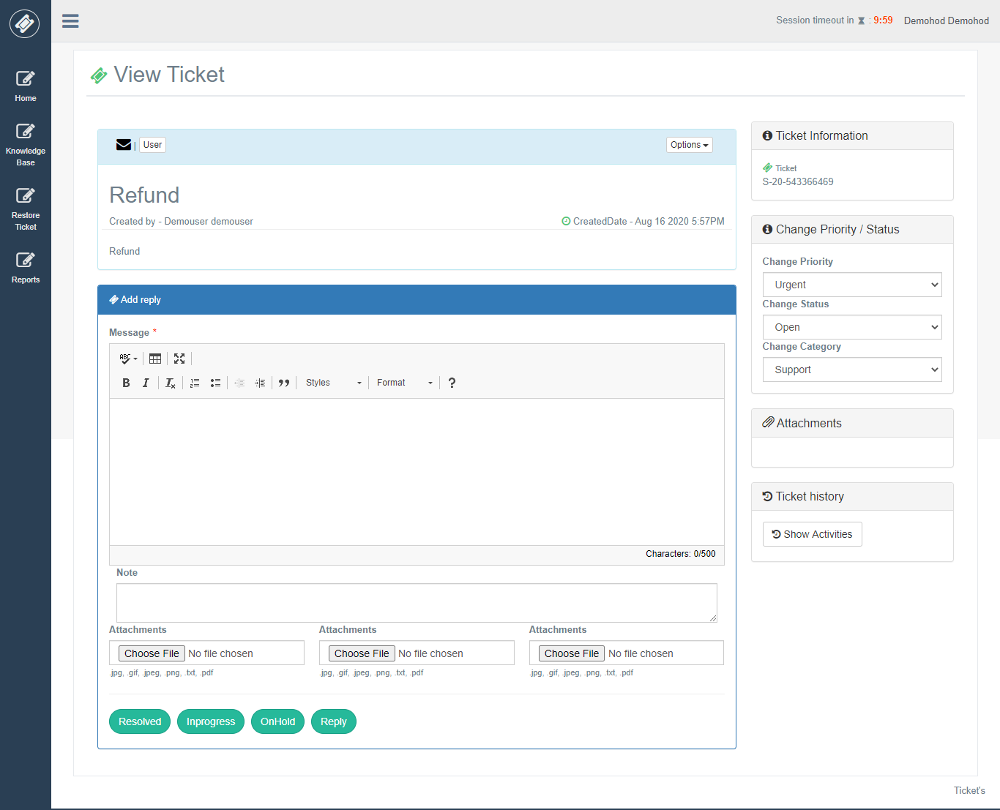 Session timeout in : 9:59 Demohod Demohod
Home
Knowledge
Base
Restore
Ticket
Reports
View Ticket
| User
Options
Refund
Created by - Demouser demouser
CreatedDate - Aug 16 2020 5:57PM
Refund
Add reply
Message *
ABC
Styles
Format
?
Characters: 0/500
Note
Attachments
Choose File No file chosen
.jpg, .gif, .jpeg, .png, .txt, .pdf
Attachments
Choose File No file chosen
.jpg, .gif, .jpeg, .png, .txt, .pdf
Attachments
Choose File No file chosen
.jpg, .gif, .jpeg, .png, .txt, .pdf
Resolved
Inprogress
OnHold
Reply
Ticket Information
Ticket
S-20-543366469
Change Priority / Status
Change Priority
Urgent
Change Status
Open
Change Category
Support
Attachments
Ticket history
Show Activities
Ticket's